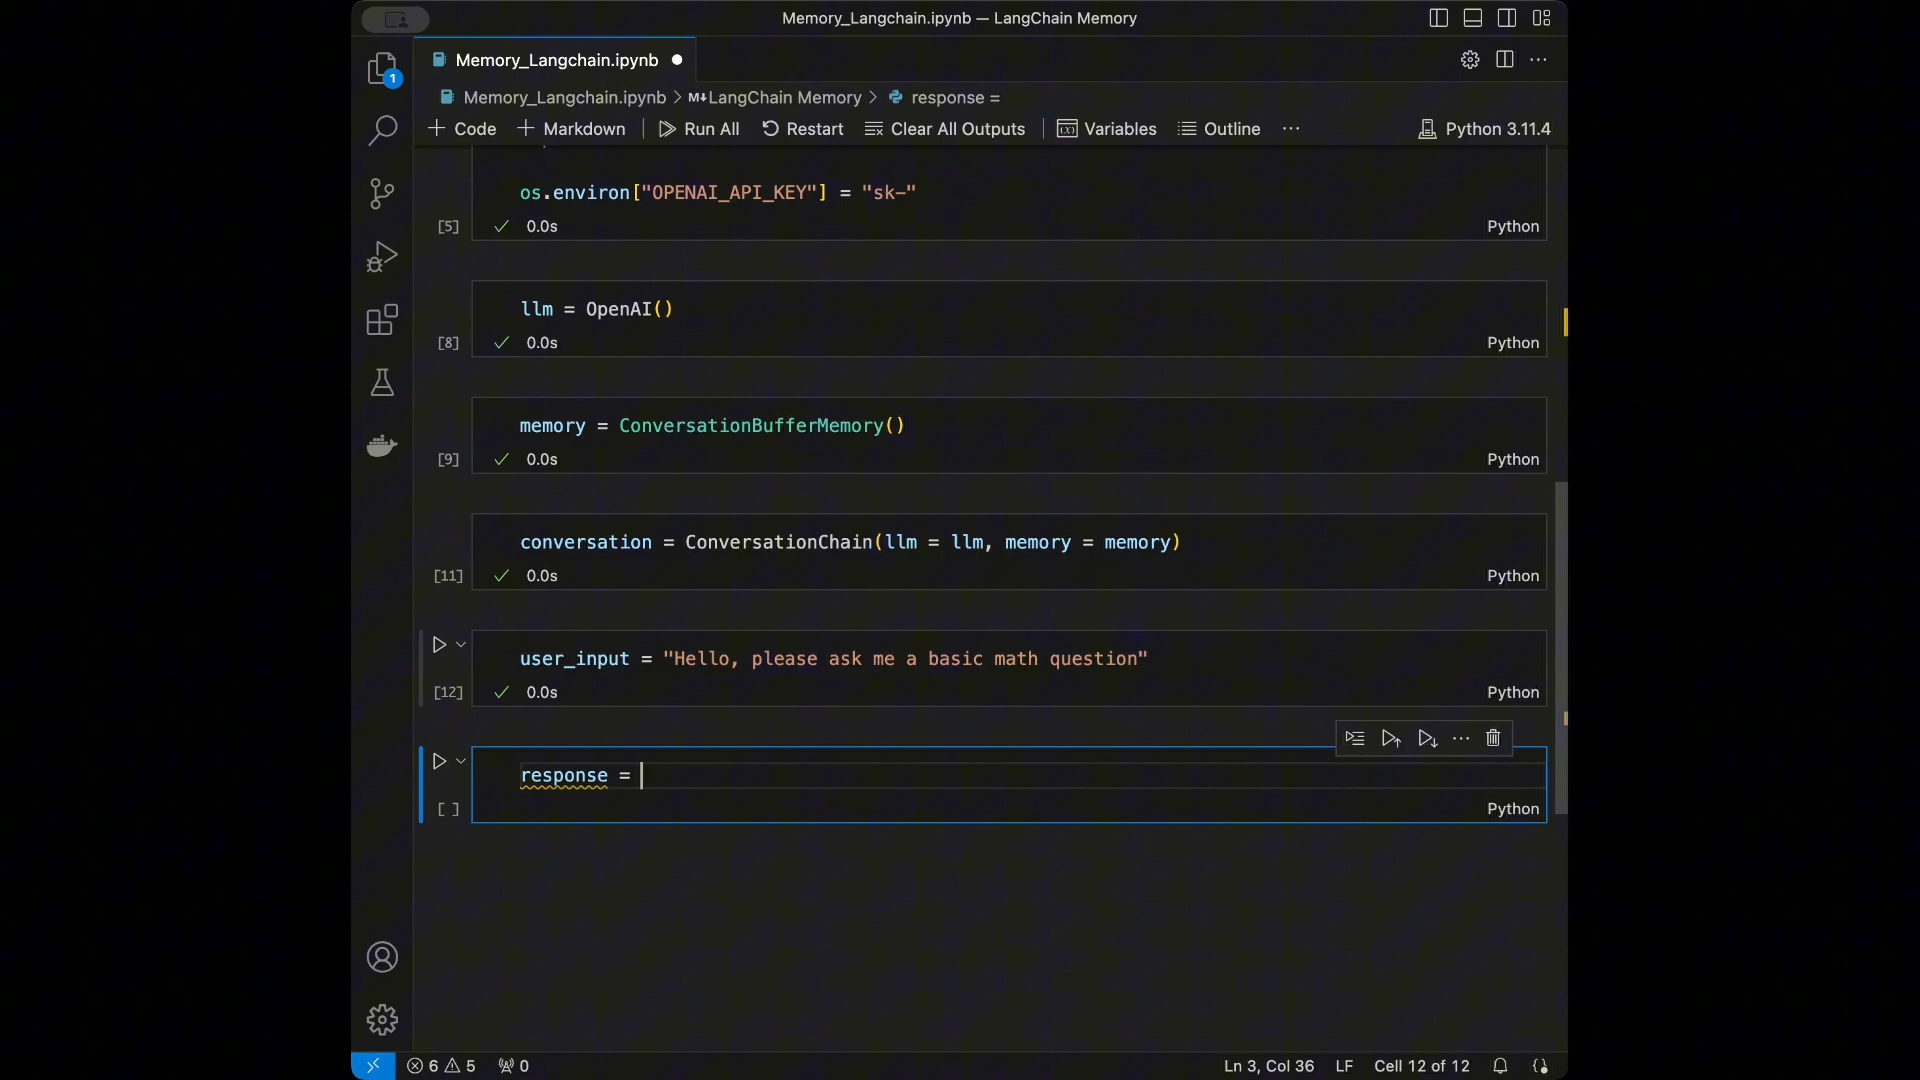 Memory_Langchain.ipynb — LangChain Memory
Memory_Langchain.ipynb
1
Memory_Langchain.ipynb > M↓LangChain Memory > response =
+ Code + Markdown Run All Restart Clear All Outputs (x) Variables Outline ... Python 3.11.4
os.environ["OPENAI_API_KEY"] = "sk-"
[5] ✓ 0.0s Python
llm = OpenAI()
[8] ✓ 0.0s Python
memory = ConversationBufferMemory()
[9] ✓ 0.0s Python
conversation = ConversationChain(llm = llm, memory = memory)
[11] ✓ 0.0s Python
user_input = "Hello, please ask me a basic math question"
[12] ✓ 0.0s Python
response =
[ ] Python
6 5 0 Ln 3, Col 36 LF Cell 12 of 12